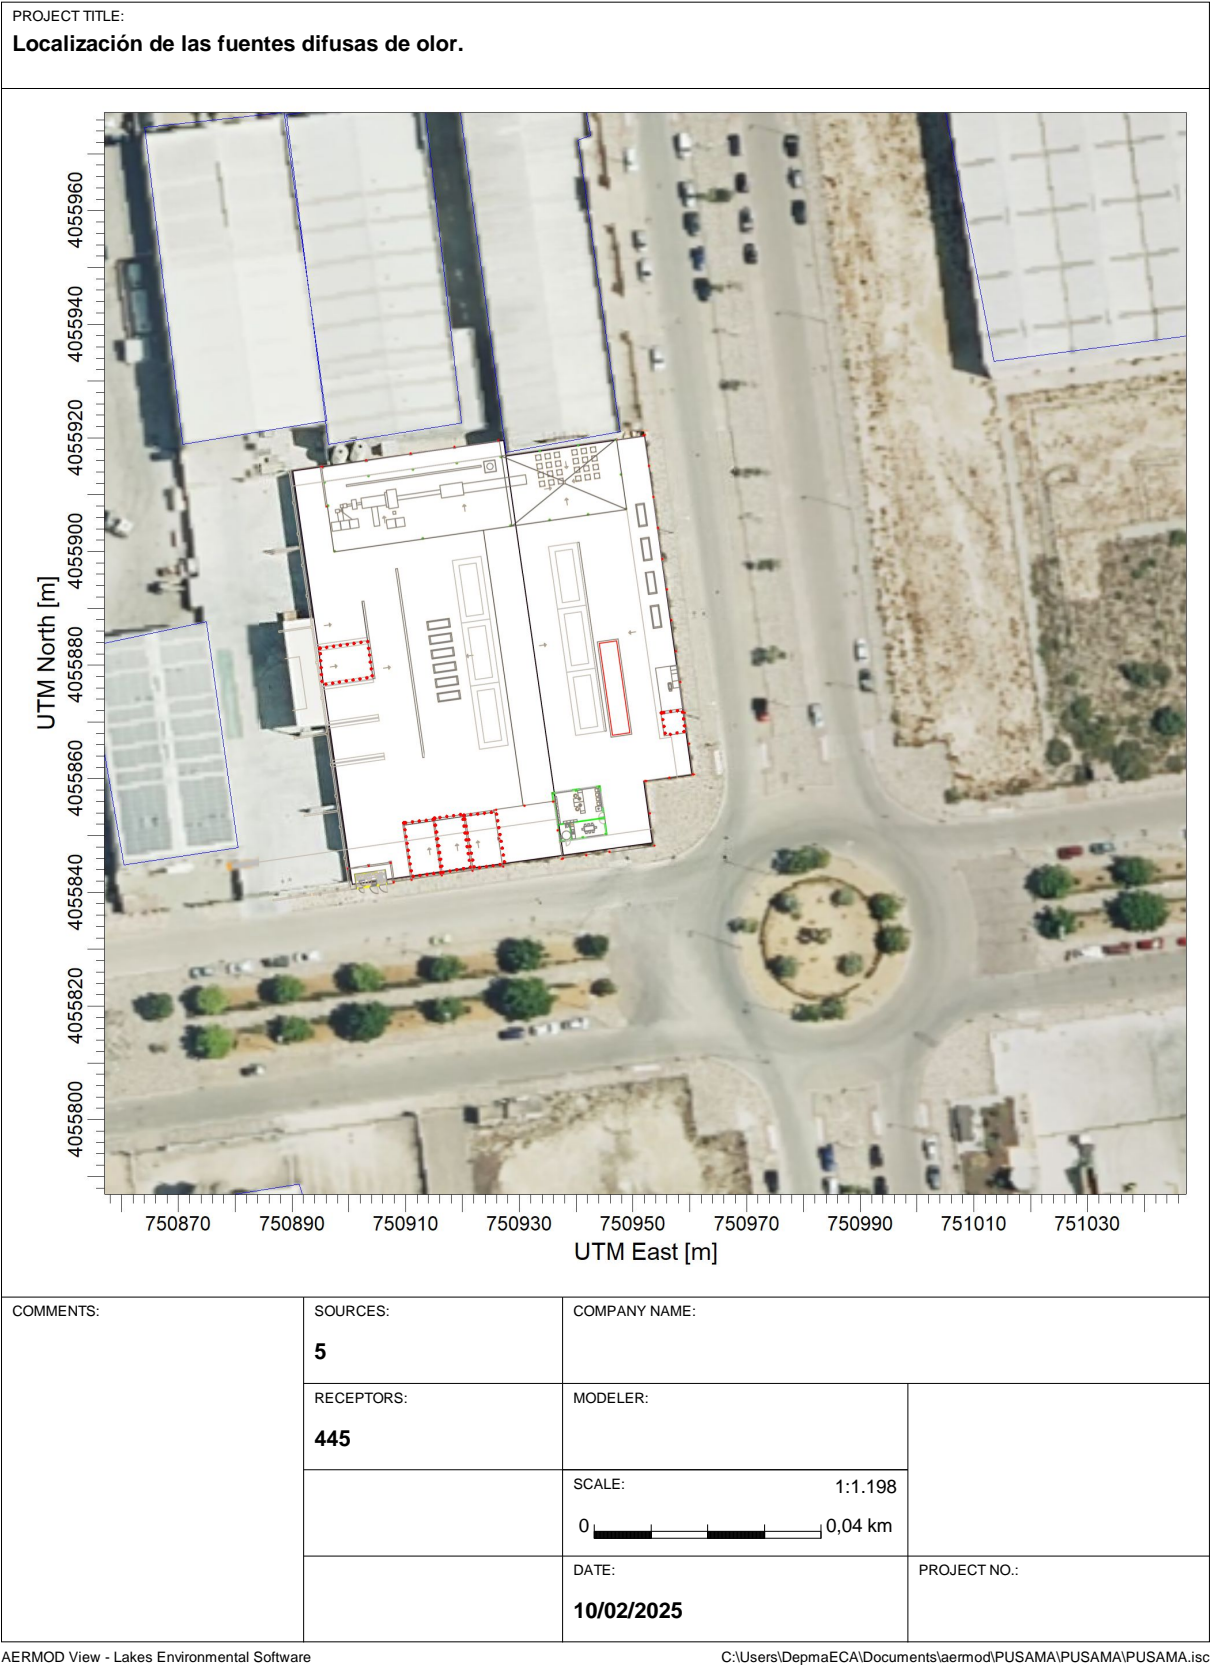 PROJECT TITLE:
Localización de las fuentes difusas de olor.
4055960
4055940
4055920
4055900
4055880
4055860
4055840
4055820
4055800
UTM North [m]
750870 750890 750910 750930 750950 750970 750990 751010 751030
UTM East [m]
COMMENTS:
SOURCES:
5
COMPANY NAME:
RECEPTORS:
445
MODELER:
SCALE:
1:1.198
0
0,04 km
DATE:
10/02/2025
PROJECT NO.:
AERMOD View - Lakes Environmental Software
C:\Users\DepmaECA\Documents\aermod\PUSAMA\PUSAMA\PUSAMA.isc